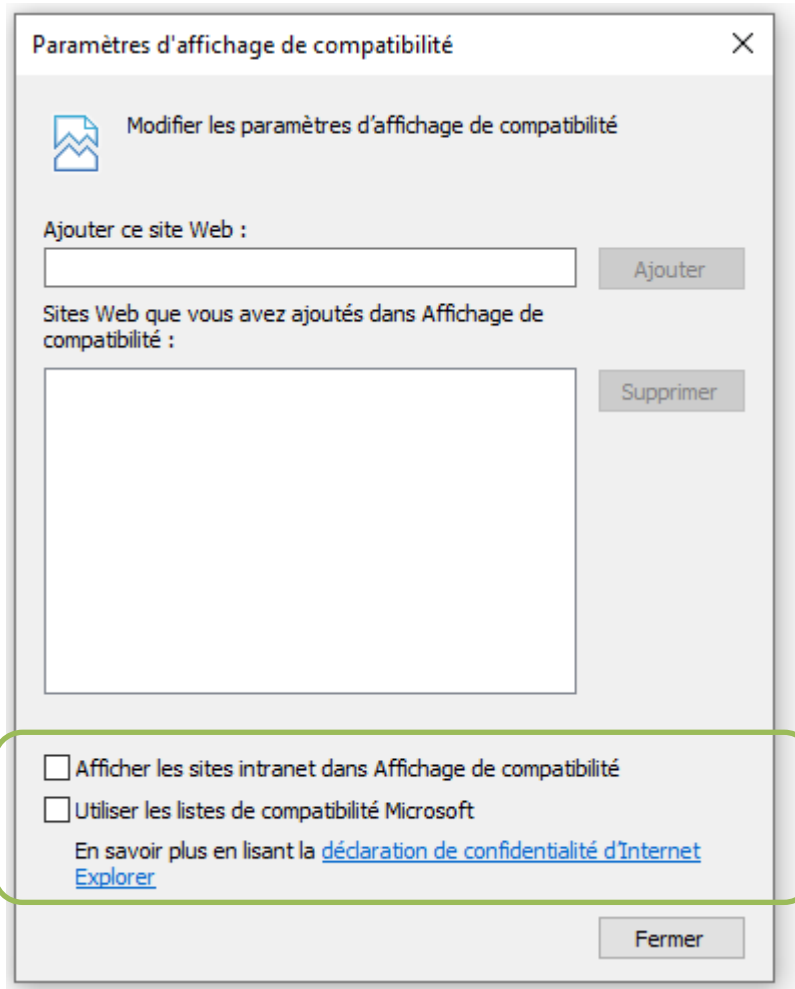 Paramètres d'affichage de compatibilité
Modifier les paramètres d’affichage de compatibilité
Ajouter ce site Web :
Ajouter
Sites Web que vous avez ajoutés dans Affichage de
compatibilité :
Supprimer
Afficher les sites intranet dans Affichage de compatibilité
Utiliser les listes de compatibilité Microsoft
En savoir plus en lisant la déclaration de confidentialité d’Internet
Explorer
Fermer